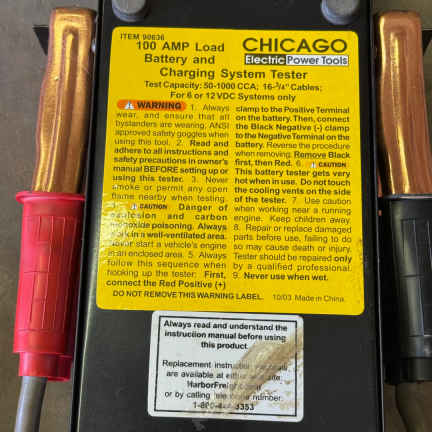 ITEM 90636
100 AMP Load
Battery and
Charging System Tester
CHICAGO
Electric Power Tools
Test Capacity: 50-1000 CCA; 16-3/4" Cables;
For 6 or 12 VDC Systems only
WARNING 1. Always
wear, and ensure that all
bystanders are wearing, ANSI
approved safety goggles when
using this tool. 2. Read and
adhere to all instructions and
safety precautions in owner's
manual BEFORE setting up or
using this tester. 3. Never
smoke or permit any open
flame nearby when testing.
4. CAUTION Danger of
explosion and carbon
monoxide poisoning. Always
work in a well-ventilated area.
Never start a vehicle's engine
in an enclosed area. 5. Always
follow this sequence when
hooking up the tester: First,
connect the Red Positive (+)
clamp to the Positive Terminal
on the battery. Then, connect
the Black Negative (-) clamp
to the Negative Terminal on the
battery. Reverse the procedure
when removing: Remove Black
first, then Red. 6. CAUTION
This battery tester gets very
hot when in use. Do not touch
the cooling vents on the side
of the tester. 7. Use caution
when working near a running
engine. Keep children away.
8. Repair or replace damaged
parts before use, failing to do
so may cause death or injury.
Tester should be repaired only
by a qualified professional.
9. Never use when wet.
DO NOT REMOVE THIS WARNING LABEL. 10/03 Made in China.
Always read and understand the
instruction manual before using
this product.
Replacement instruction
are available at
HarborFreight
or by calling number: